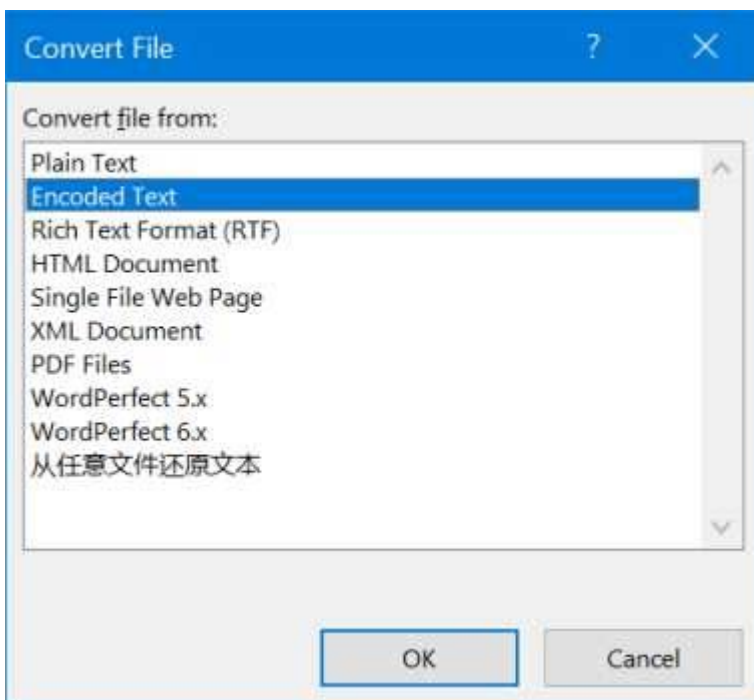 Convert File
Convert file from:
Plain Text
Encoded Text
Rich Text Format (RTF)
HTML Document
Single File Web Page
XML Document
PDF Files
WordPerfect 5.x
WordPerfect 6.x
从任意文件还原文本
OK
Cancel